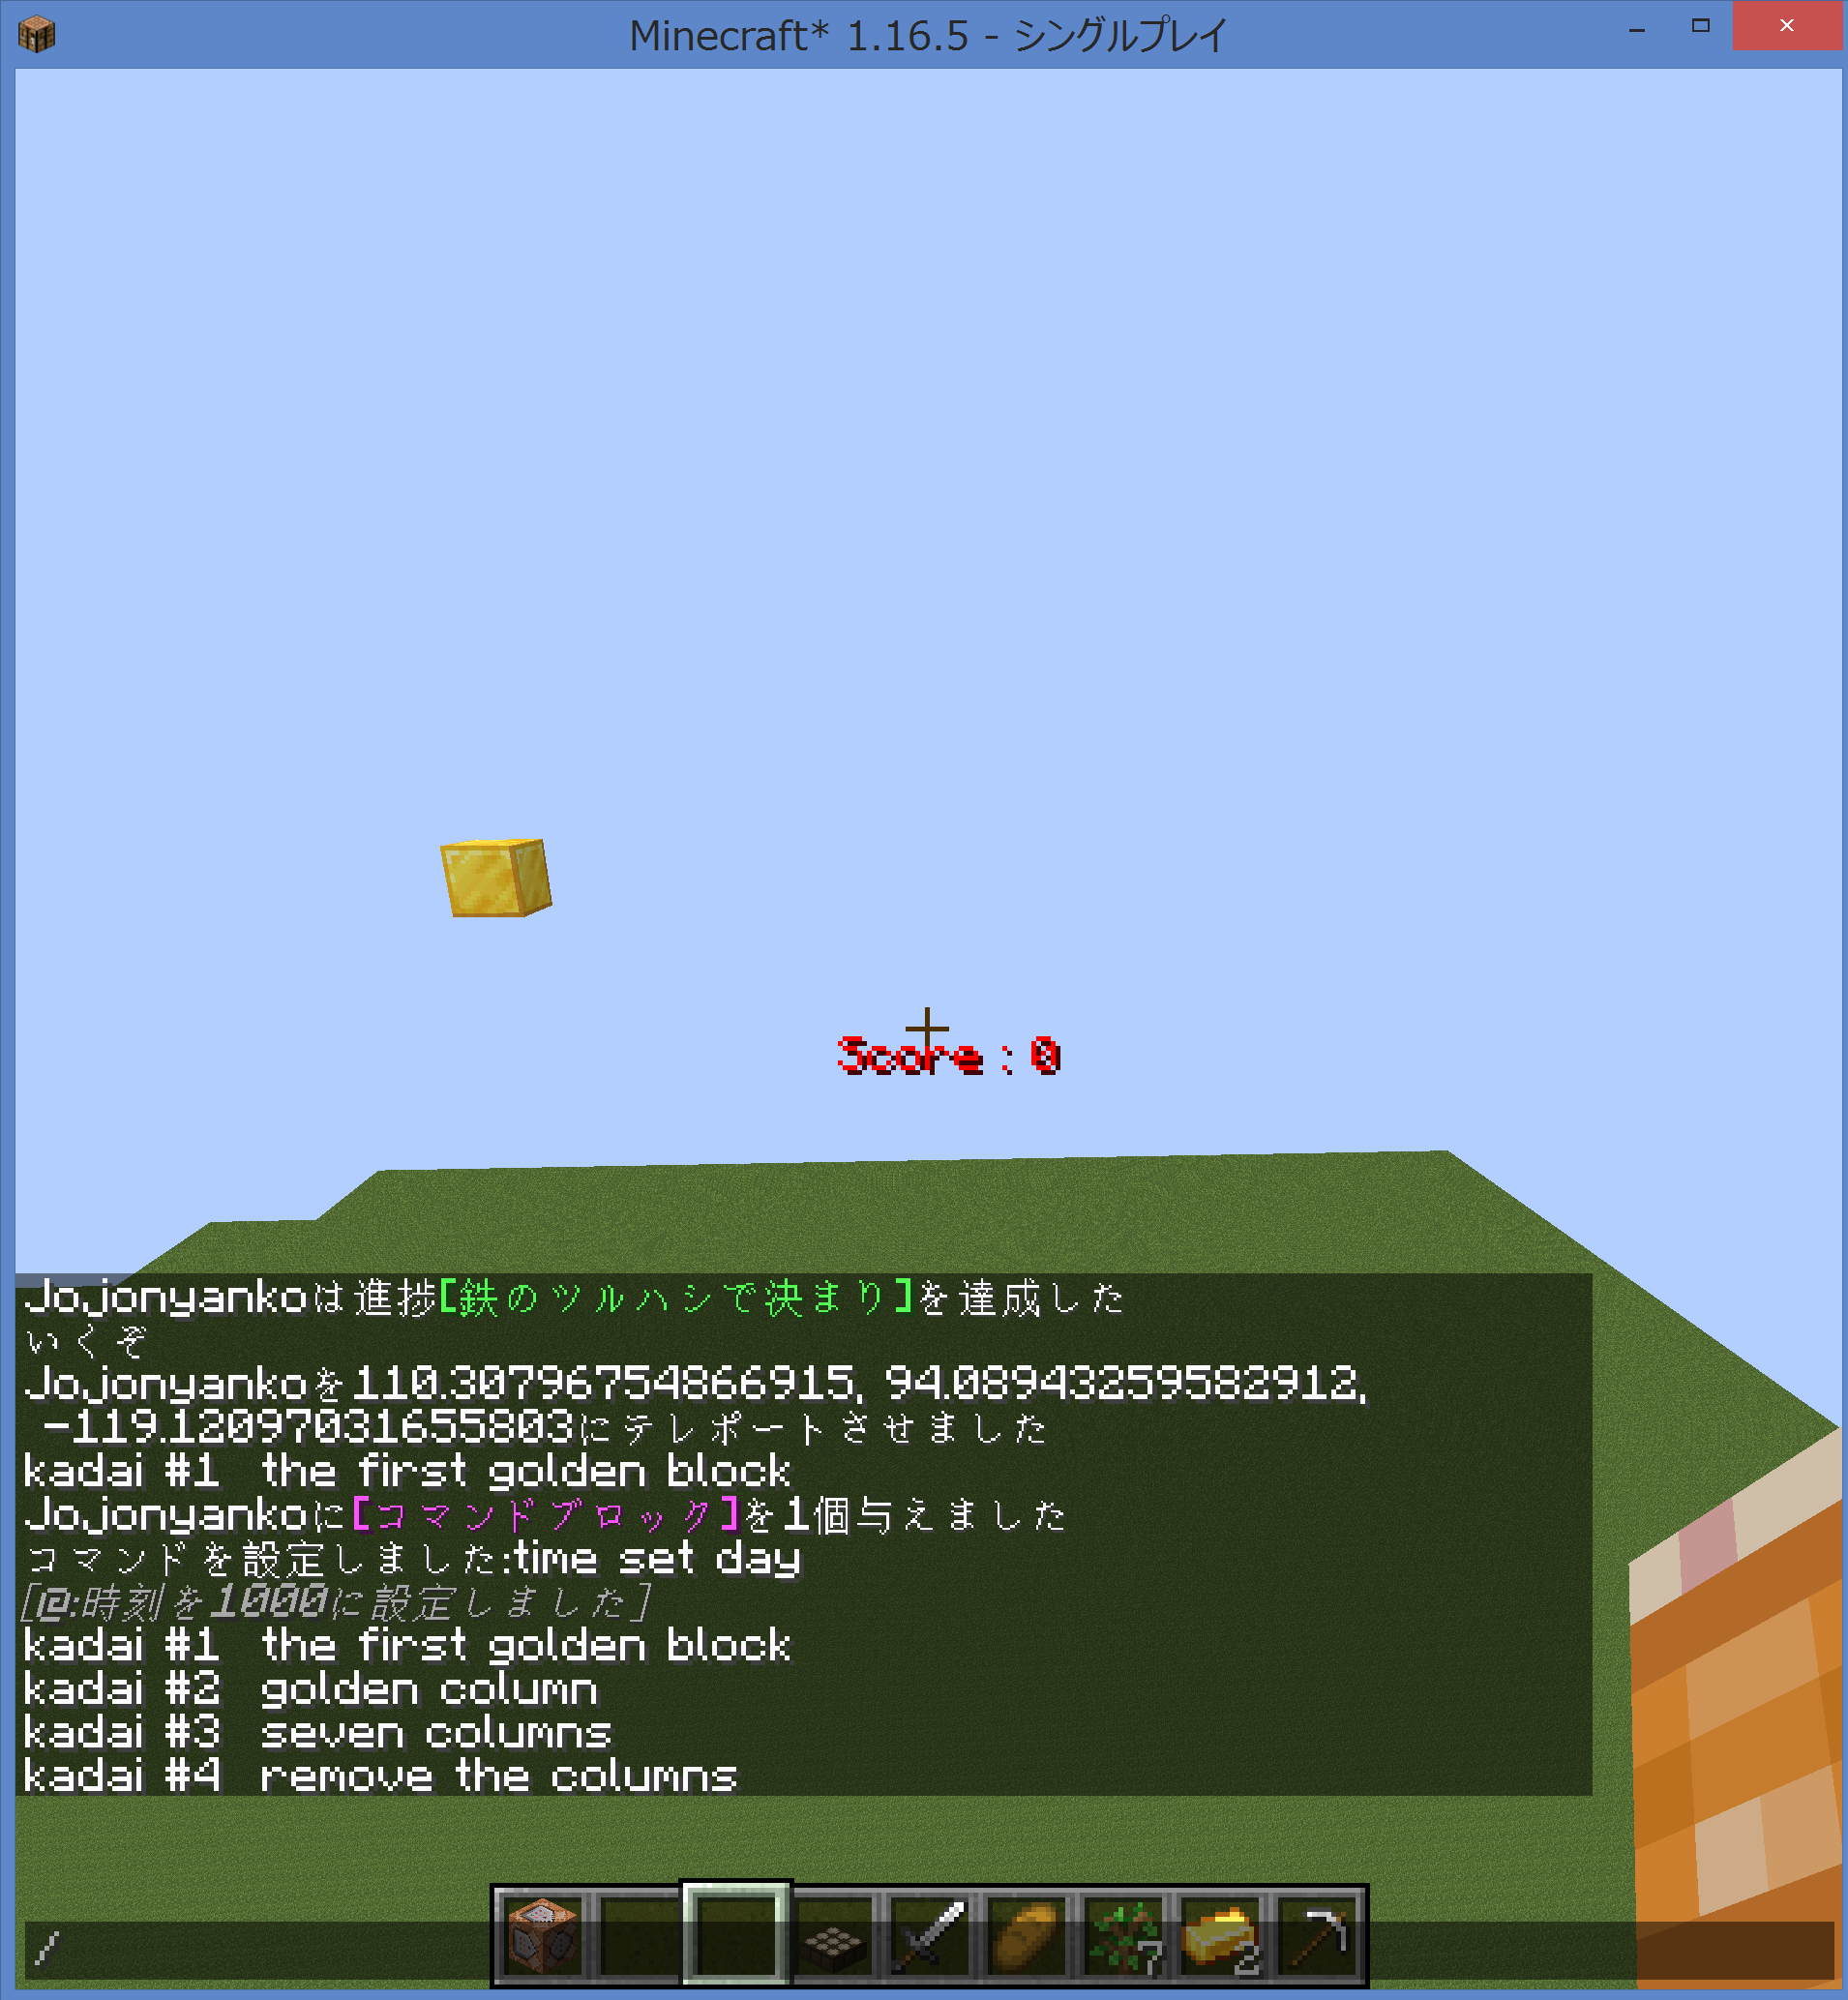 Minecraft* 1.16.5 - シングルプレイ
Score : 0
Jojonyankoは進捗[鉄のツルハシで決まり]を達成した
いくぞ
Jojonyankoを110.30796754866915, 94.08943259582912,
-119.12097031655803にテレポートさせました
kadai #1 the first golden block
Jojonyankoに[コマンドブロック]を1個与えました
コマンドを設定しました:time set day
[@:時刻を1000に設定しました]
kadai #1 the first golden block
kadai #2 golden column
kadai #3 seven columns
kadai #4 remove the columns
7 2
/